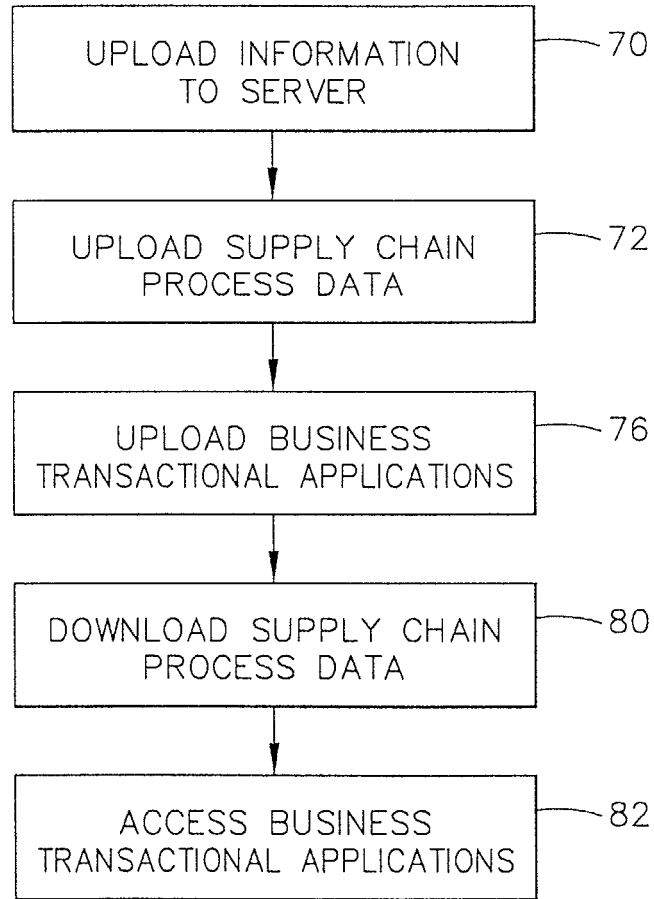 UPLOAD INFORMATION
TO SERVER
70
UPLOAD SUPPLY CHAIN
PROCESS DATA
72
UPLOAD BUSINESS
TRANSACTIONAL APPLICATIONS
76
DOWNLOAD SUPPLY CHAIN
PROCESS DATA
80
ACCESS BUSINESS
TRANSACTIONAL APPLICATIONS
82